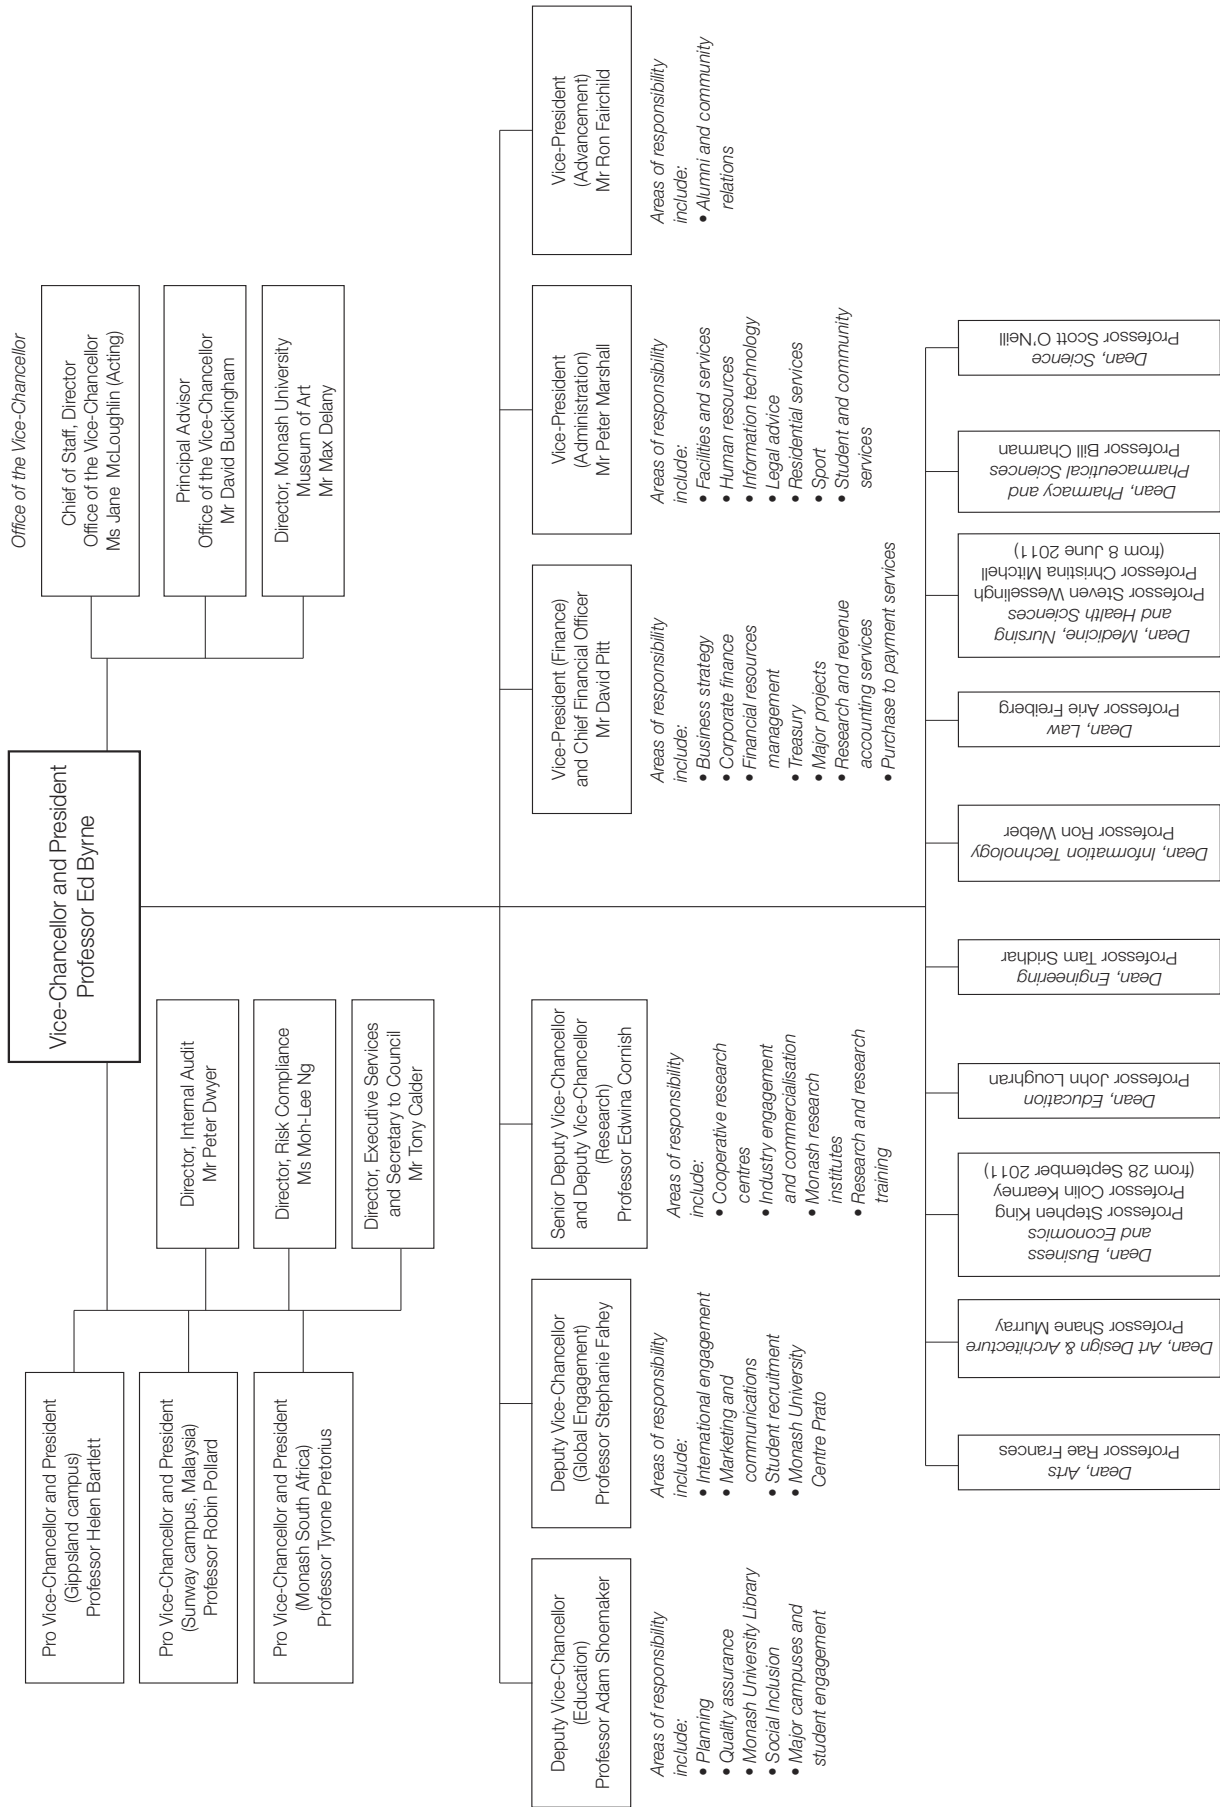 Vice-Chancellor and President
Professor Ed Byrne
Office of the Vice-Chancellor
Chief of Staff, Director
Office of the Vice-Chancellor
Ms Jane McLoughlin (Acting)
Principal Advisor
Office of the Vice-Chancellor
Mr David Buckingham
Director, Monash University
Museum of Art
Mr Max Delany
Pro Vice-Chancellor and President
(Gippsland campus)
Professor Helen Bartlett
Pro Vice-Chancellor and President
(Sunway campus, Malaysia)
Professor Robin Pollard
Pro Vice-Chancellor and President
(Monash South Africa)
Professor Tyrone Pretorius
Director, Internal Audit
Mr Peter Dwyer
Director, Risk Compliance
Ms Moh-Lee Ng
Director, Executive Services
and Secretary to Council
Mr Tony Calder
Deputy Vice-Chancellor
(Education)
Professor Adam Shoemaker
Areas of responsibility
include:
• Planning
• Quality assurance
• Monash University Library
• Social Inclusion
• Major campuses and
student engagement
Deputy Vice-Chancellor
(Global Engagement)
Professor Stephanie Fahey
Areas of responsibility
include:
• International engagement
• Marketing and
communications
• Student recruitment
• Monash University
Centre Prato
Senior Deputy Vice-Chancellor
and Deputy Vice-Chancellor
(Research)
Professor Edwina Cornish
Areas of responsibility
include:
• Cooperative research
centres
• Industry engagement
and commercialisation
• Monash research
institutes
• Research and research
training
Vice-President (Finance)
and Chief Financial Officer
Mr David Pitt
Areas of responsibility
include:
• Business strategy
• Corporate finance
• Financial resources
management
• Treasury
• Major projects
• Research and revenue
accounting services
• Purchase to payment services
Vice-President
(Administration)
Mr Peter Marshall
Areas of responsibility
include:
• Facilities and services
• Human resources
• Information technology
• Legal advice
• Residential services
• Sport
• Student and community
services
Vice-President
(Advancement)
Mr Ron Fairchild
Areas of responsibility
include:
• Alumni and community
relations
Dean, Arts
Professor Rae Frances
Dean, Art Design & Architecture
Professor Shane Murray
Dean, Business
and Economics
Professor Stephen King
Professor Colin Kearney
(from 28 September 2011)
Dean, Education
Professor John Loughran
Dean, Engineering
Professor Tam Sridhar
Dean, Information Technology
Professor Ron Weber
Dean, Law
Professor Arie Freiberg
Dean, Medicine, Nursing
and Health Sciences
Professor Steven Wesselingh
Professor Christina Mitchell
(from 8 June 2011)
Dean, Pharmacy and
Pharmaceutical Sciences
Professor Bill Charman
Dean, Science
Professor Scott O'Neill